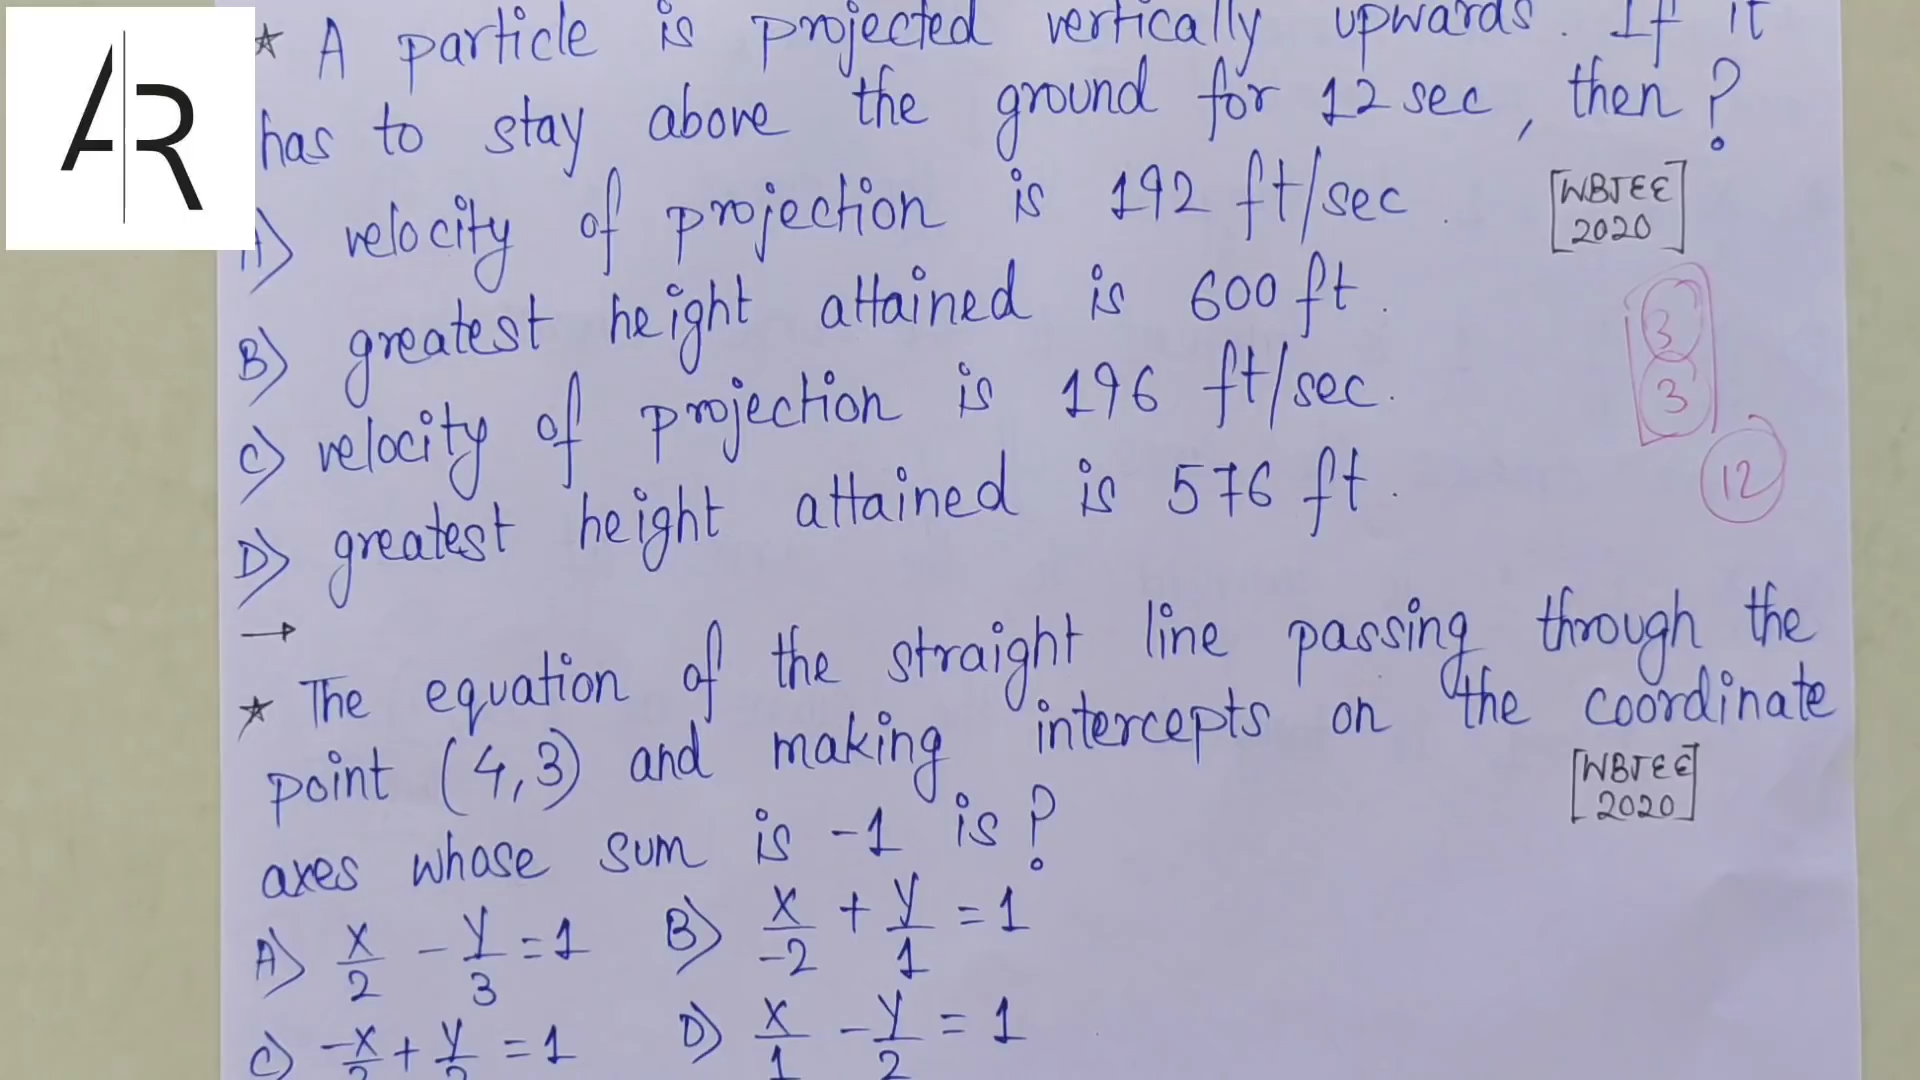 AR
* A particle is projected vertically upwards. If it
has to stay above the ground for 12 sec, then?
[WBJEE
2020]
A) velocity of projection is 192 ft/sec.
B) greatest height attained is 600 ft.
C) velocity of projection is 196 ft/sec.
D) greatest height attained is 576 ft.
3
3
12
→
* The equation of the straight line passing through the
point (4,3) and making intercepts on the coordinate
axes whose sum is -1 is?
[WBJEE
2020]
A) x/2 - y/3 = 1 B) x/-2 + y/1 = 1
C) -x/ + y/ = 1 D) x/1 - y/2 = 1